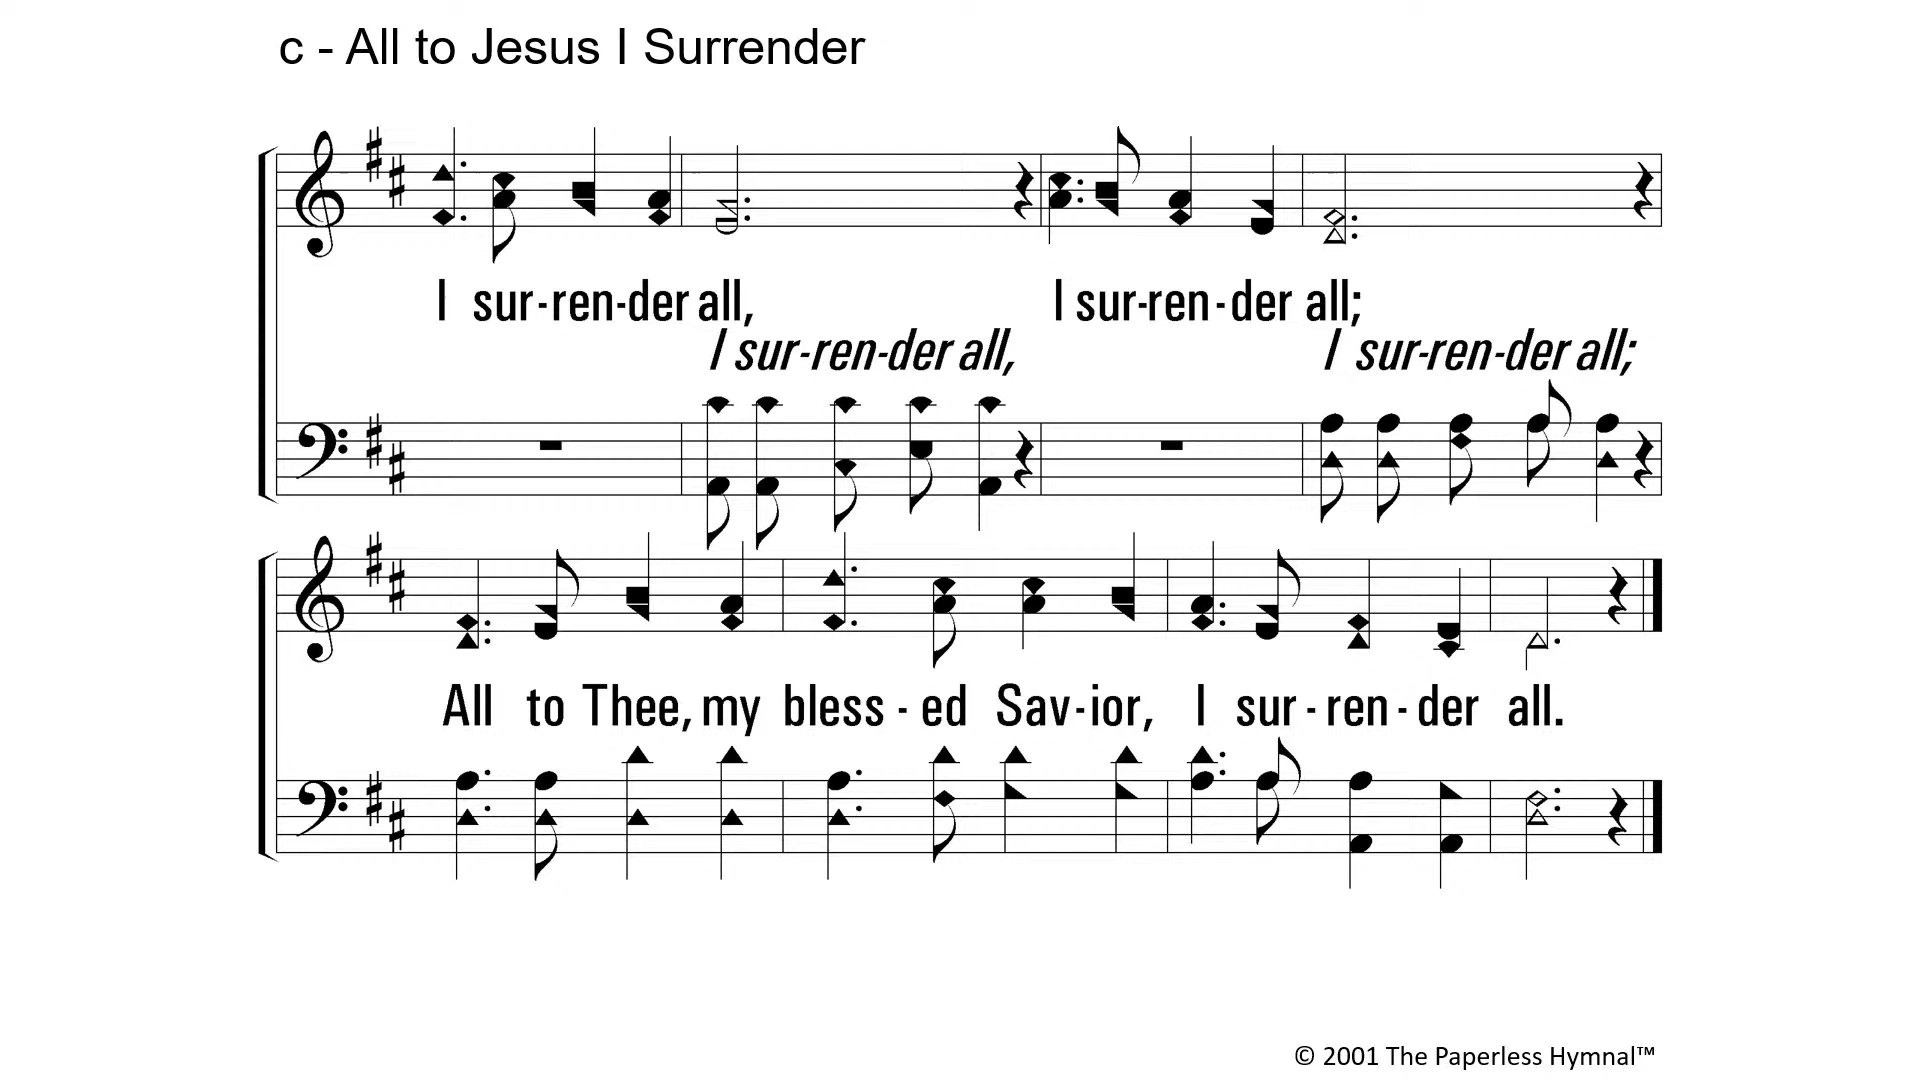 c - All to Jesus I Surrender
I sur-ren-der all, I sur-ren-der all;
I sur-ren-der all, I sur-ren-der all;
All to Thee, my bless - ed Sav-ior, I sur - ren - der all.
© 2001 The Paperless Hymnal™